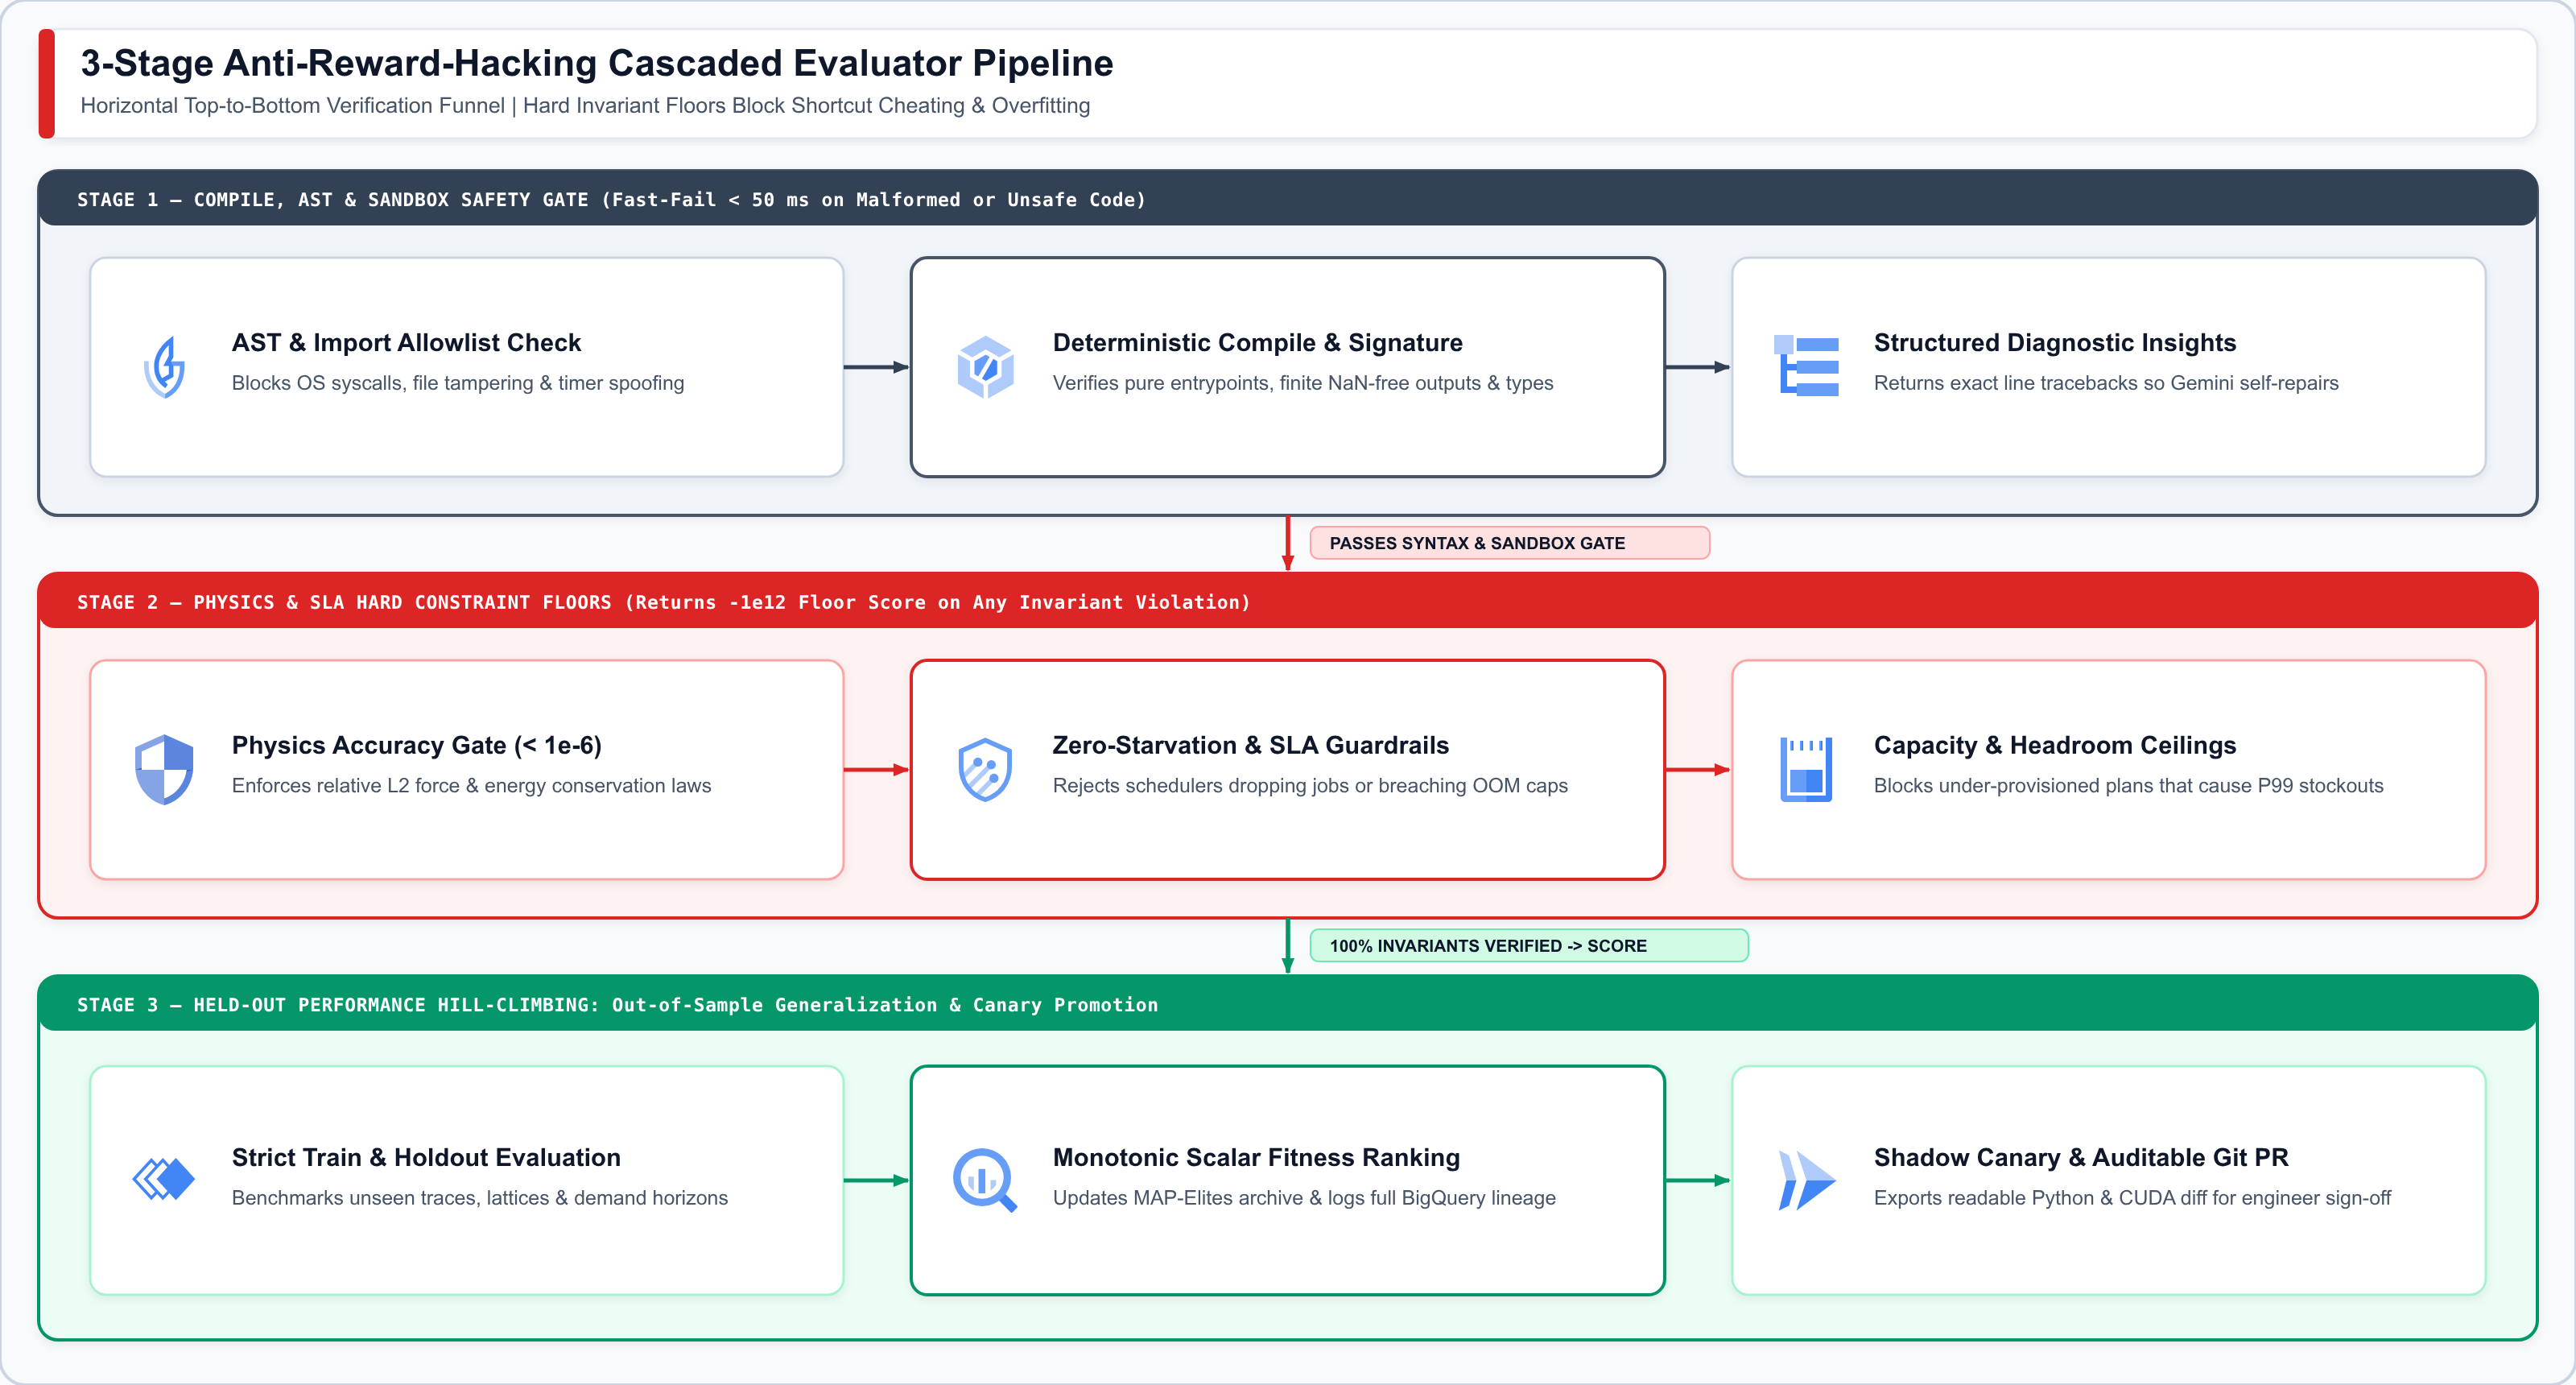 3-Stage Anti-Reward-Hacking Cascaded Evaluator Pipeline
Horizontal Top-to-Bottom Verification Funnel | Hard Invariant Floors Block Shortcut Cheating & Overfitting
STAGE 1 — COMPILE, AST & SANDBOX SAFETY GATE (Fast-Fail < 50 ms on Malformed or Unsafe Code)
AST & Import Allowlist Check
Blocks OS syscalls, file tampering & timer spoofing
Deterministic Compile & Signature
Verifies pure entrypoints, finite NaN-free outputs & types
Structured Diagnostic Insights
Returns exact line tracebacks so Gemini self-repairs
PASSES SYNTAX & SANDBOX GATE
STAGE 2 — PHYSICS & SLA HARD CONSTRAINT FLOORS (Returns -1e12 Floor Score on Any Invariant Violation)
Physics Accuracy Gate (< 1e-6)
Enforces relative L2 force & energy conservation laws
Zero-Starvation & SLA Guardrails
Rejects schedulers dropping jobs or breaching OOM caps
Capacity & Headroom Ceilings
Blocks under-provisioned plans that cause P99 stockouts
100% INVARIANTS VERIFIED -> SCORE
STAGE 3 — HELD-OUT PERFORMANCE HILL-CLIMBING: Out-of-Sample Generalization & Canary Promotion
Strict Train & Holdout Evaluation
Benchmarks unseen traces, lattices & demand horizons
Monotonic Scalar Fitness Ranking
Updates MAP-Elites archive & logs full BigQuery lineage
Shadow Canary & Auditable Git PR
Exports readable Python & CUDA diff for engineer sign-off